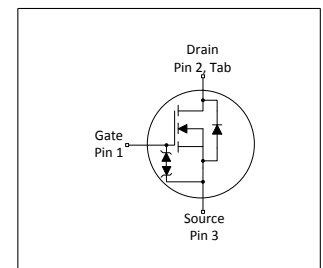 Drain
Pin 2, Tab
Gate
Pin 1
Source
Pin 3